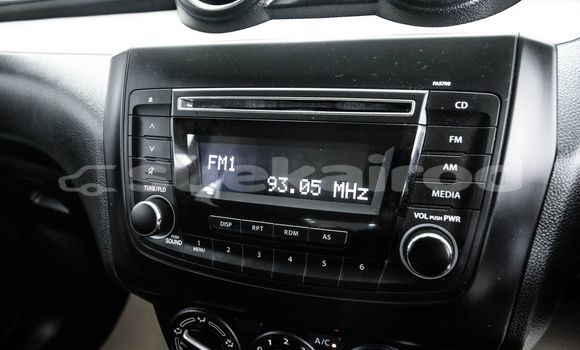 PA57R0
CD
FM
AM
MEDIA
VOL PUSH PWR
FM1
93.05 MHz
TUNE/FLD
PUSH
SOUND
DISP RPT RDM AS
1 2 3 4 5 6
MENU
A/C